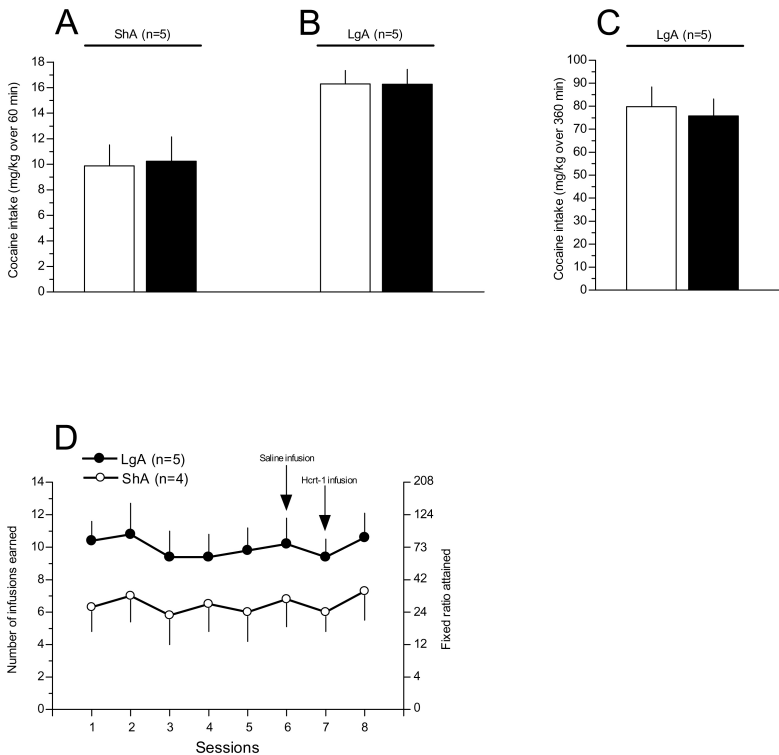 A
ShA (n=5)
B
LgA (n=5)
C
LgA (n=5)
Cocaine intake (mg/kg over 60 min)
18
16
14
12
10
8
6
4
2
0
Cocaine intake (mg/kg over 360 min)
100
90
80
70
60
50
40
30
20
10
0
D
LgA (n=5)
ShA (n=4)
Saline infusion
Hcrt-1 infusion
Number of infusions earned
14
12
10
8
6
4
2
0
208
124
73
42
24
12
4
0
Fixed ratio attained
1 2 3 4 5 6 7 8
Sessions